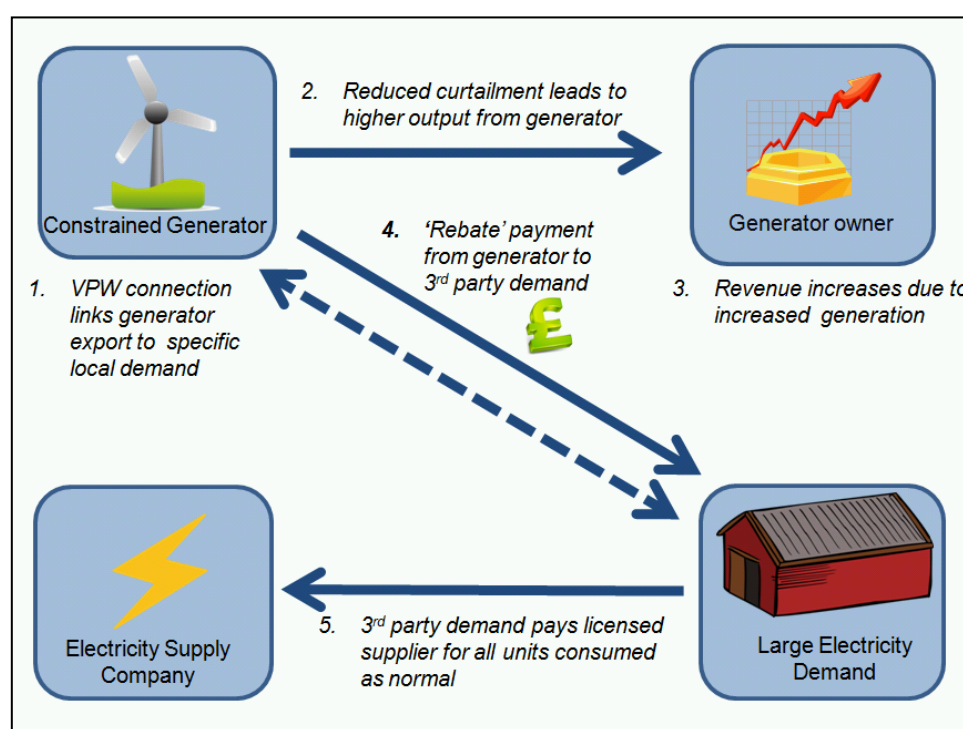 2. Reduced curtailment leads to
higher output from generator
Constrained Generator
Generator owner
4. ‘Rebate’ payment
from generator to
3rd party demand
£
1. VPW connection
links generator
export to specific
local demand
3. Revenue increases due to
increased generation
Electricity Supply
Company
5. 3rd party demand pays licensed
supplier for all units consumed
as normal
Large Electricity
Demand